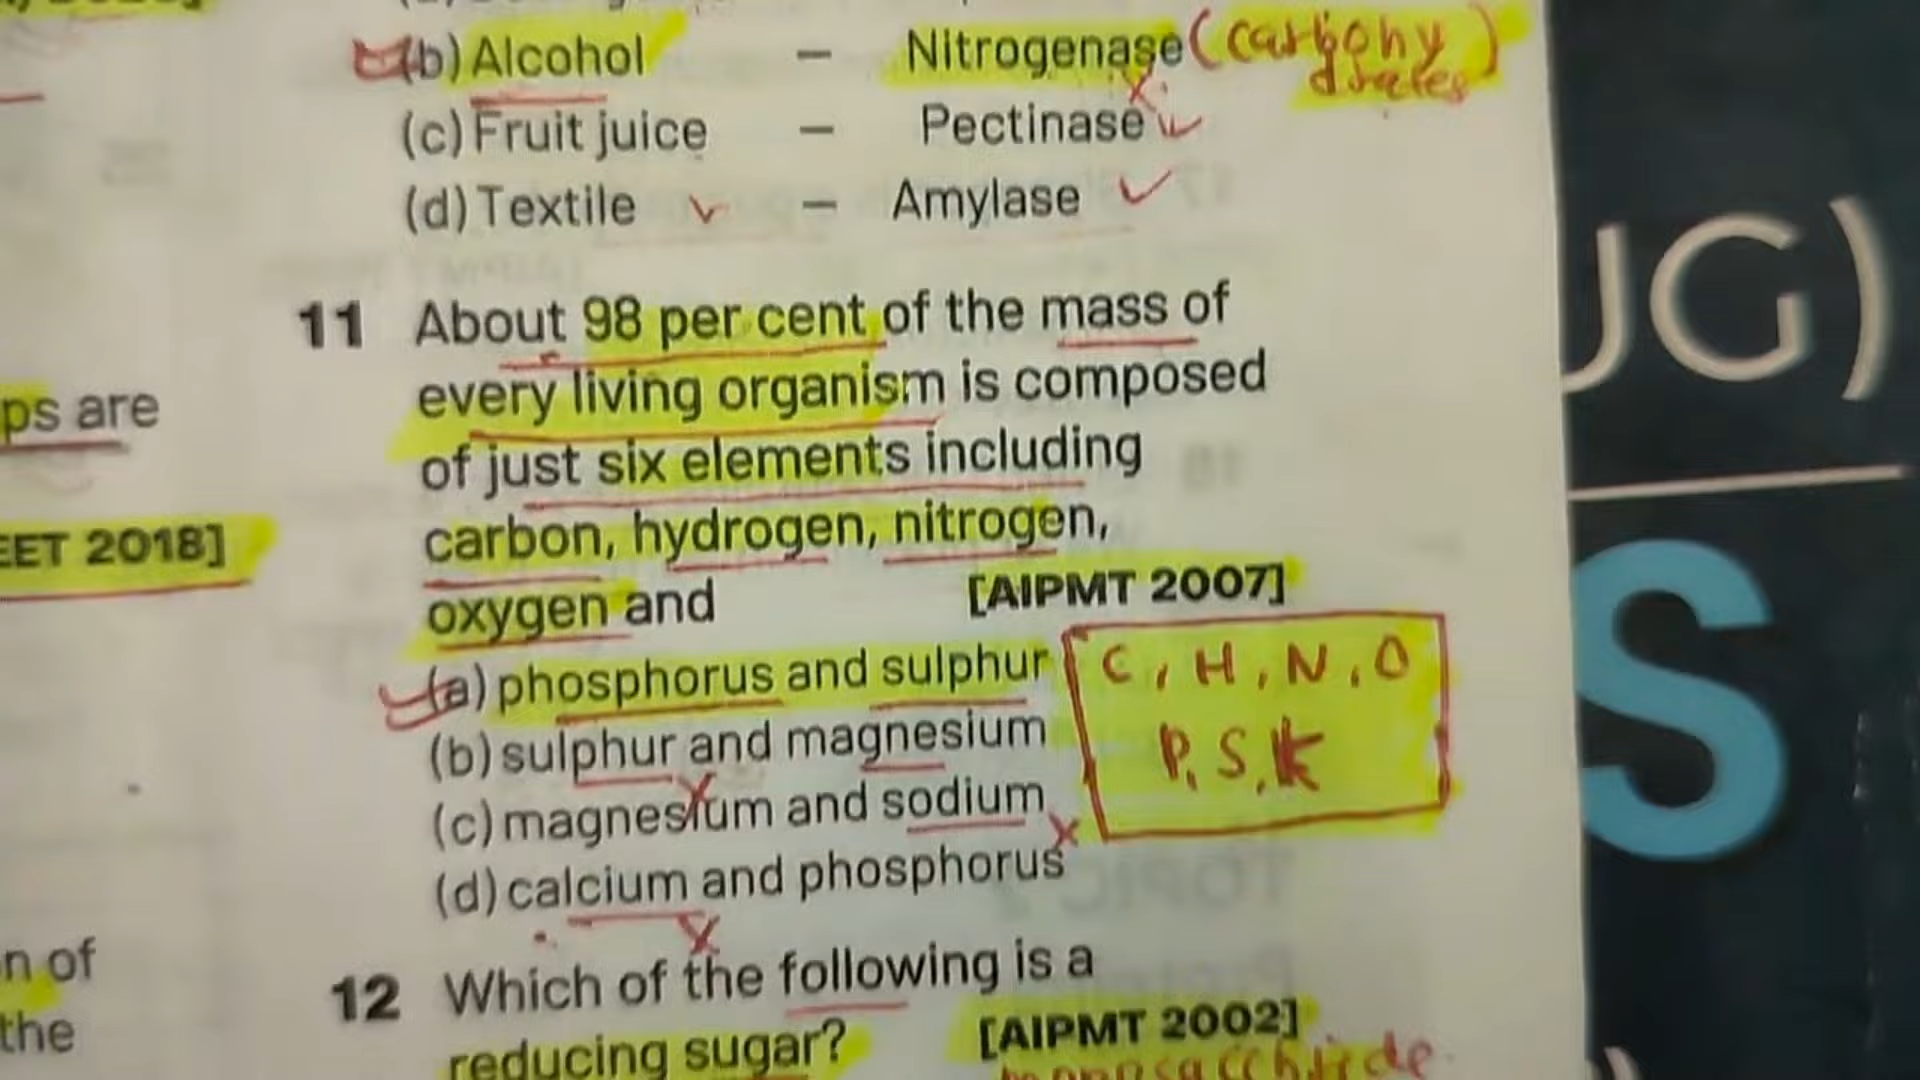 (b) Alcohol – Nitrogenase (carbohy
drates
(c) Fruit juice – Pectinase
(d) Textile – Amylase
11 About 98 per cent of the mass of
every living organism is composed
of just six elements including
carbon, hydrogen, nitrogen,
oxygen and [AIPMT 2007]
(a) phosphorus and sulphur
(b) sulphur and magnesium
(c) magnesium and sodium
(d) calcium and phosphorus
C, H, N, O
P, S, K
12 Which of the following is a
reducing sugar? [AIPMT 2002]
ps are
EET 2018]
n of
the
UG)
S